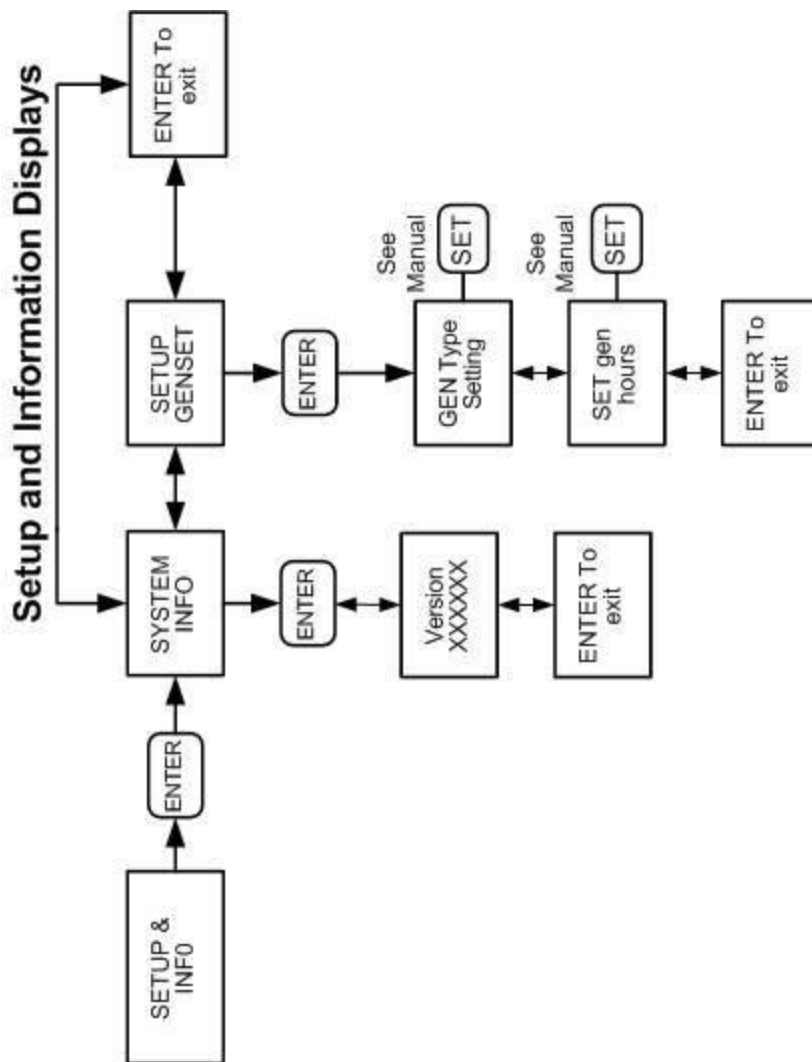 Setup and Information Displays
SETUP &
INF0
ENTER
SYSTEM
INFO
SETUP
GENSET
ENTER To
exit
ENTER
Version
XXXXXX
ENTER To
exit
ENTER
GEN Type
Setting
See
Manual
SET
SET gen
hours
See
Manual
SET
ENTER To
exit